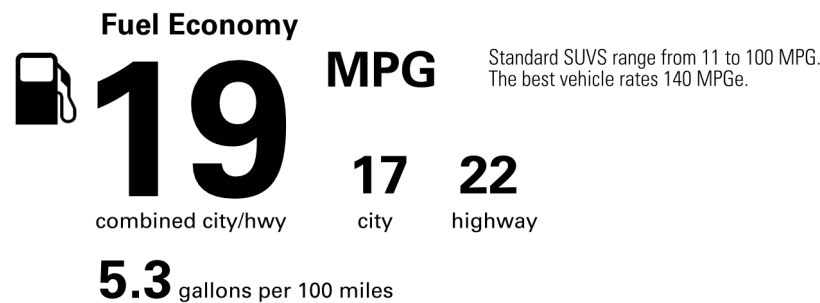 Fuel Economy
19 MPG
Standard SUVS range from 11 to 100 MPG.
The best vehicle rates 140 MPGe.
17 22
combined city/hwy city highway
5.3 gallons per 100 miles